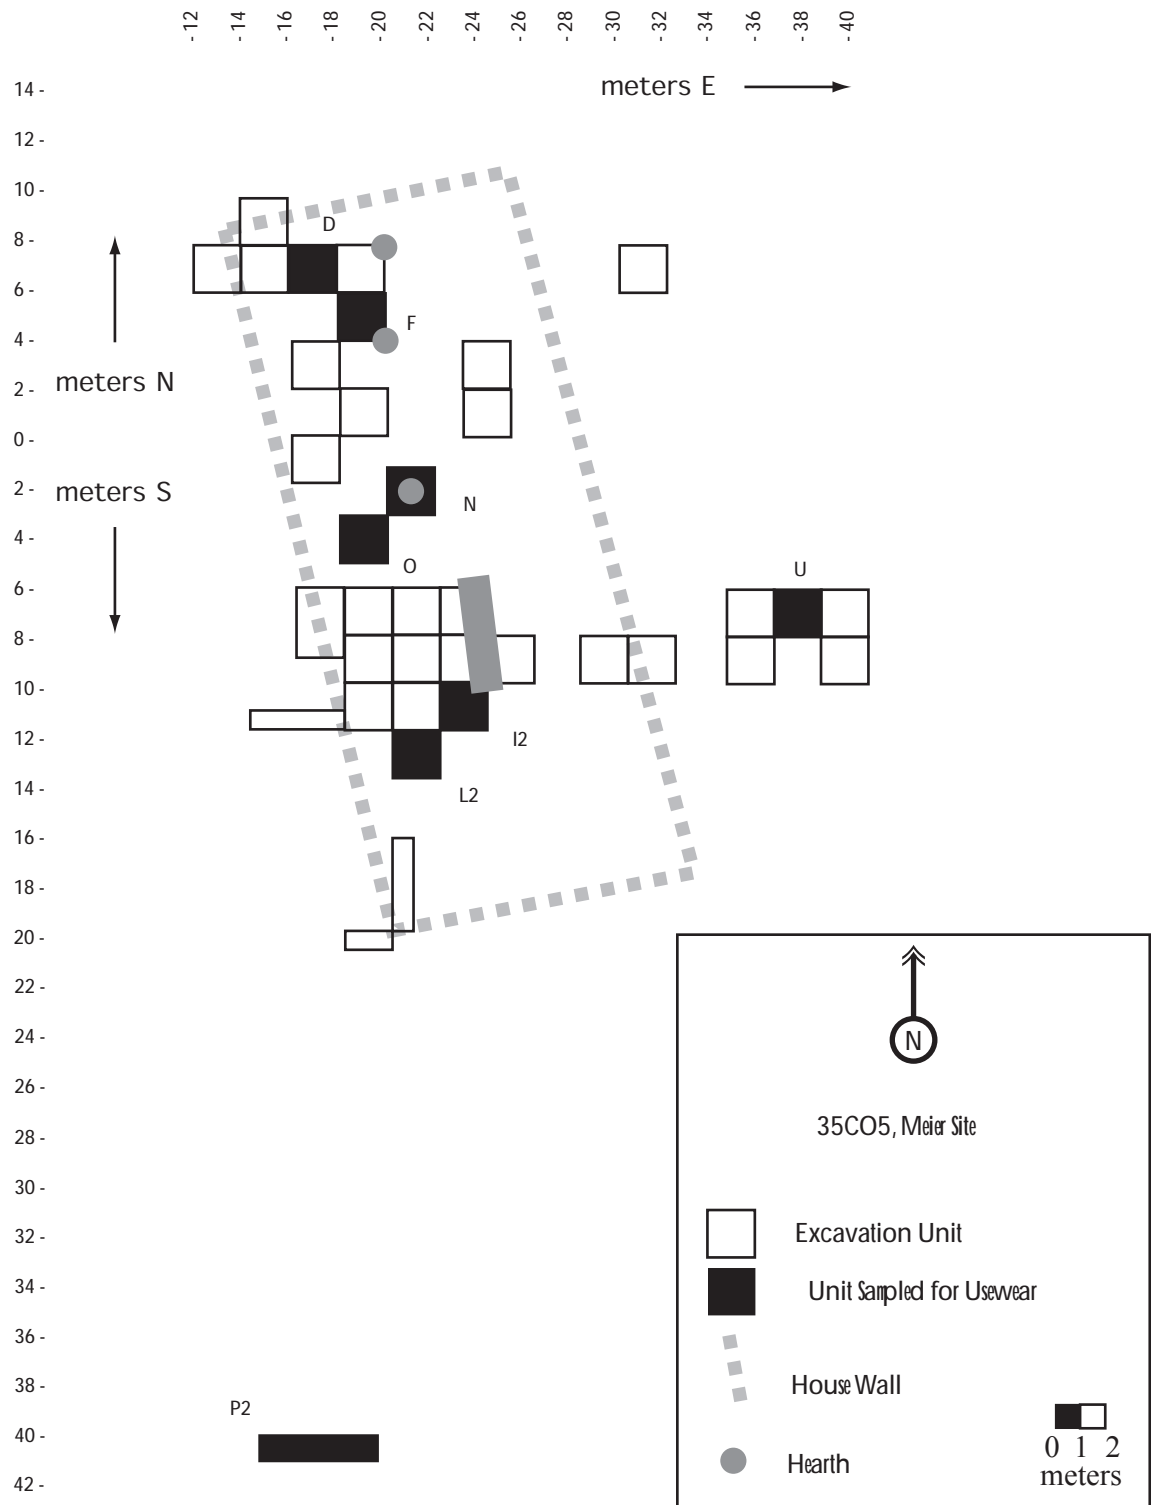 - 12 - 14 - 16 - 18 - 20 - 22 - 24 - 26 - 28 - 30 - 32 - 34 - 36 - 38 - 40
14 -
meters E
12 -
10 -
D
8 -
6 -
F
4 -
meters N
2 -
0 -
meters S
2 -
N
4 -
O
U
6 -
8 -
10 -
I2
12 -
14 -
L2
16 -
18 -
20 -
22 -
24 -
N
26 -
28 -
35CO5, Meier Site
30 -
32 -
Excavation Unit
34 -
Unit Sampled for Usewear
36 -
38 -
House Wall
P2
40 -
0 1 2
Hearth
meters
42 -